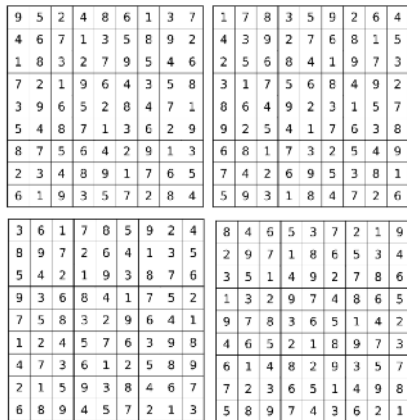 9 5 2 4 8 6 1 3 7
4 6 7 1 3 5 8 9 2
1 8 3 2 7 9 5 4 6
7 2 1 9 6 4 3 5 8
3 9 6 5 2 8 4 7 1
5 4 8 7 1 3 6 2 9
8 7 5 6 4 2 9 1 3
2 3 4 8 9 1 7 6 5
6 1 9 3 5 7 2 8 4
1 7 8 3 5 9 2 6 4
4 3 9 2 7 6 8 1 5
2 5 6 8 4 1 9 7 3
3 1 7 5 6 8 4 9 2
8 6 4 9 2 3 1 5 7
9 2 5 4 1 7 6 3 8
6 8 1 7 3 2 5 4 9
7 4 2 6 9 5 3 8 1
5 9 3 1 8 4 7 2 6
3 6 1 7 8 5 9 2 4
8 9 7 2 6 4 1 3 5
5 4 2 1 9 3 8 7 6
9 3 6 8 4 1 7 5 2
7 5 8 3 2 9 6 4 1
1 2 4 5 7 6 3 9 8
4 7 3 6 1 2 5 8 9
2 1 5 9 3 8 4 6 7
6 8 9 4 5 7 2 1 3
8 4 6 5 3 7 2 1 9
2 9 7 1 8 6 5 3 4
3 5 1 4 9 2 7 8 6
1 3 2 9 7 4 8 6 5
9 7 8 3 6 5 1 4 2
4 6 5 2 1 8 9 7 3
6 1 4 8 2 9 3 5 7
7 2 3 6 5 1 4 9 8
5 8 9 7 4 3 6 2 1